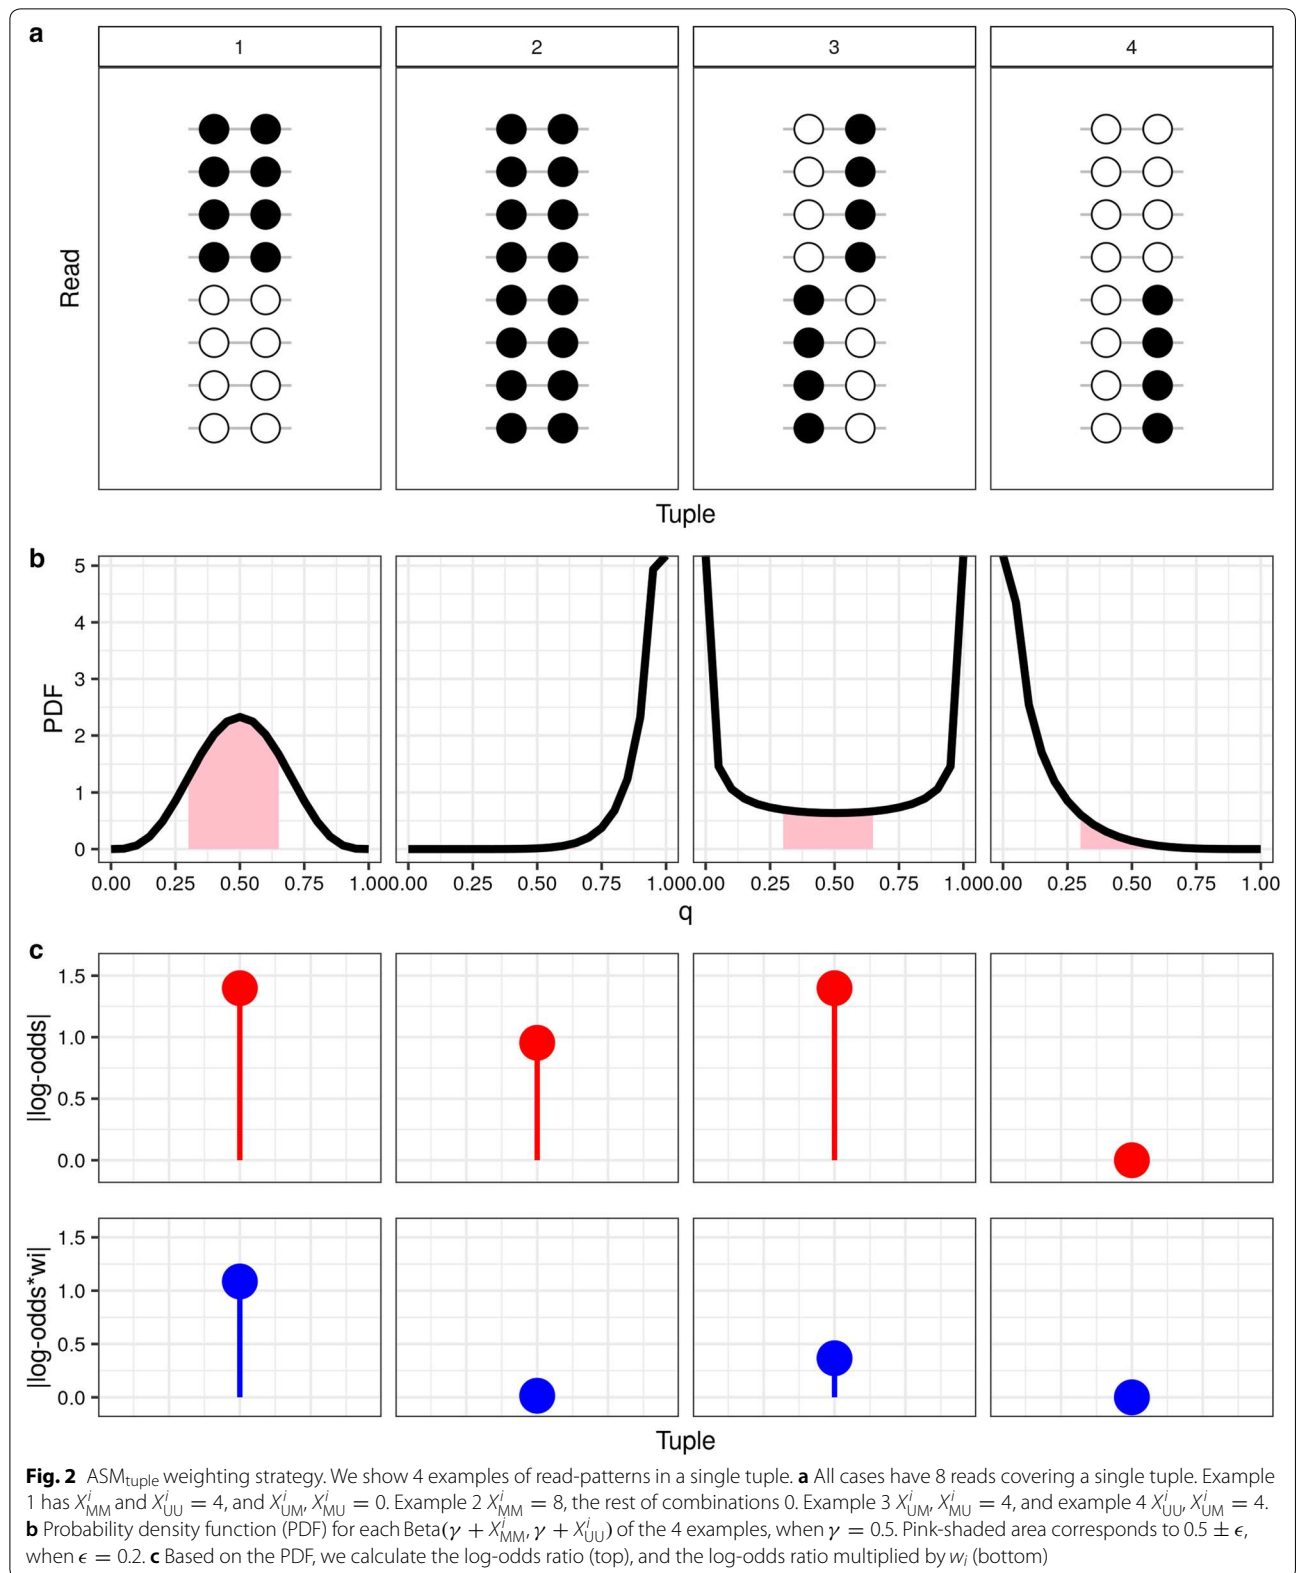 a
1 2 3 4
Read
Tuple
b
5
4
3
2
1
0
PDF
0.00 0.25 0.50 0.75 1.00 0.00 0.25 0.50 0.75 1.00 0.00 0.25 0.50 0.75 1.00 0.00 0.25 0.50 0.75 1.00
q
c
1.5
1.0
0.5
0.0
|log-odds|
1.5
1.0
0.5
0.0
|log-odds*wi|
Tuple
Fig. 2 ASMtuple weighting strategy. We show 4 examples of read-patterns in a single tuple. a All cases have 8 reads covering a single tuple. Example
1 has X^i_MM and X^i_UU = 4, and X^i_UM, X^i_MU = 0. Example 2 X^i_MM = 8, the rest of combinations 0. Example 3 X^i_UM, X^i_MU = 4, and example 4 X^i_UU, X^i_UM = 4.
b Probability density function (PDF) for each Beta(γ + X^i_MM, γ + X^i_UU) of the 4 examples, when γ = 0.5. Pink-shaded area corresponds to 0.5 ± ϵ,
when ϵ = 0.2. c Based on the PDF, we calculate the log-odds ratio (top), and the log-odds ratio multiplied by w_i (bottom)